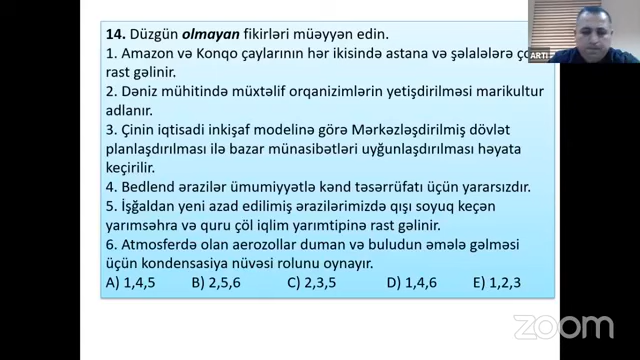 14. Düzgün olmayan fikirləri müəyyən edin.
1. Amazon və Konqo çaylarının hər ikisində astana və şəlalələrə
rast gəlinir.
2. Dəniz mühitində müxtəlif orqanizimlərin yetişdirilməsi marikultur
adlanır.
3. Çinin iqtisadi inkişaf modelinə görə Mərkəzləşdirilmiş dövlət
planlaşdırılması ilə bazar münasibətləri uyğunlaşdırılması həyata
keçirilir.
4. Bedlend ərazilər ümumiyyətlə kənd təsərrüfatı üçün yararsızdır.
5. İşğaldan yeni azad edilimiş ərazilərimizdə qışı soyuq keçən
yarımsəhra və quru çöl iqlim yarımtipinə rast gəlinir.
6. Atmosferdə olan aerozollar duman və buludun əmələ gəlməsi
üçün kondensasiya nüvəsi rolunu oynayır.
A) 1,4,5 B) 2,5,6 C) 2,3,5 D) 1,4,6 E) 1,2,3
ARTI
zoom